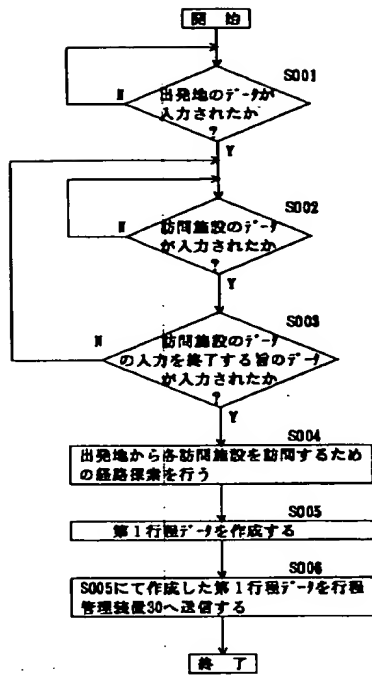 開 始
S001
出発地のデータが
入力されたか
?
N
Y
S002
訪問施設のデータ
が入力されたか
?
N
Y
S003
訪問施設のデータ
の入力を終了する旨のデータ
が入力されたか
?
N
Y
S004
出発地から各訪問施設を訪問するため
の経路探索を行う
S005
第1行程データを作成する
S006
S005にて作成した第1行程データを行程
管理装置30へ送信する
終 了